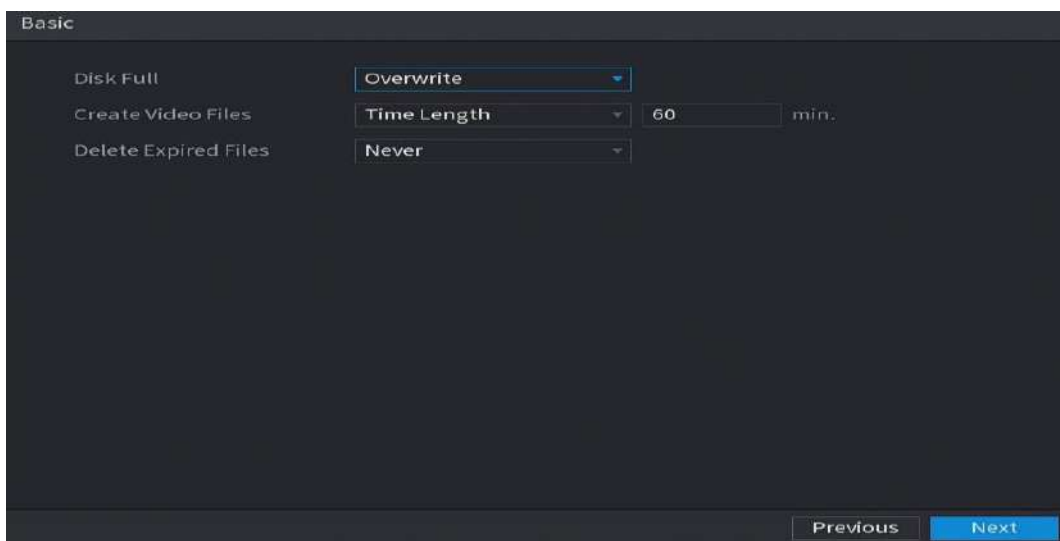 Basic
Disk Full Overwrite
Create Video Files Time Length 60 min.
Delete Expired Files Never
Previous Next